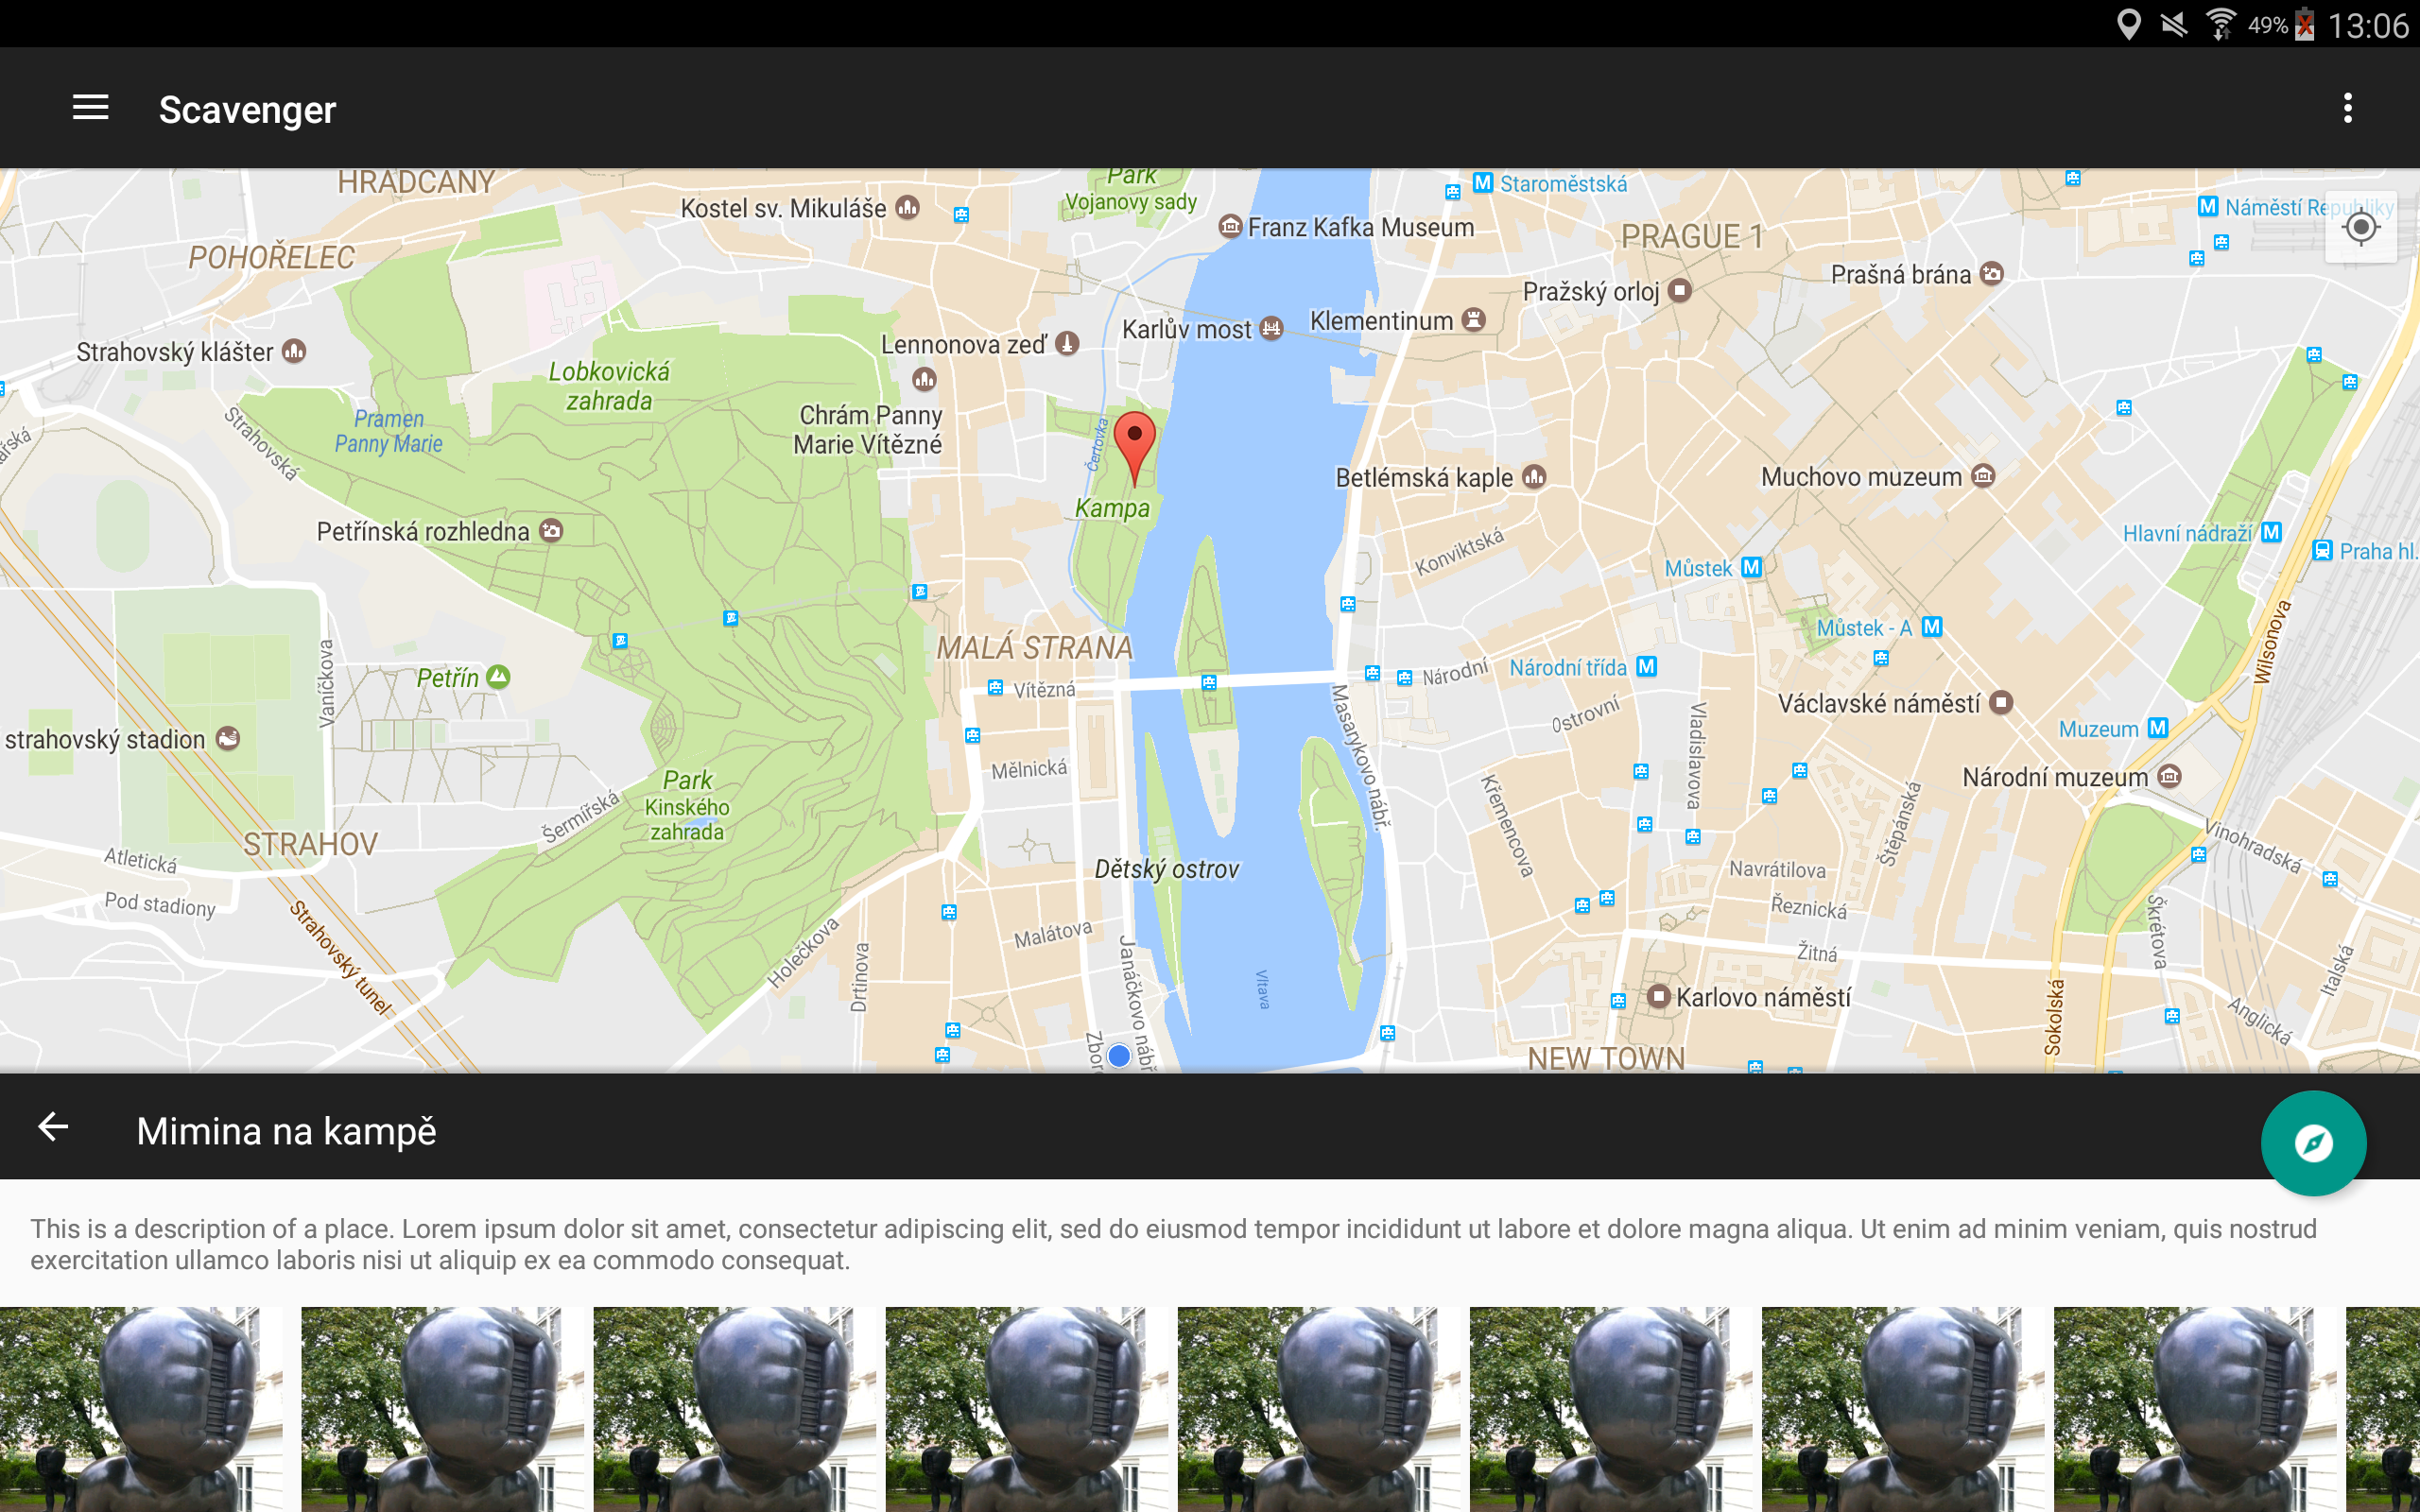 49% 13:06
Scavenger
HRADČANY
Park
Vojanovy sady
Staroměstská
Náměstí Republiky
Kostel sv. Mikuláše
Franz Kafka Museum
PRAGUE 1
POHOŘELEC
Prašná brána
Pražský orloj
Klementinum
Karlův most
Lennonova zeď
Strahovský klášter
Lobkovická
zahrada
Pramen
Panny Marie
Strahovská
Chrám Panny
Marie Vítězné
Čertovka
Kampa
Betlémská kaple
Muchovo muzeum
Petřínská rozhledna
Hlavní nádraží
Praha hl.
Konviktská
Můstek
Můstek - A
Wilsonova
MALÁ STRANA
Vaníčkova
Petřín
Vítězná
Národní
Národní třída
Masarykovo nábř.
Ostrovní
Vladislavova
Václavské náměstí
Muzeum
strahovský stadion
Mělnická
Národní muzeum
Park
Kinského
zahrada
Šermířská
Křemencova
Štěpánská
Vinohradská
STRAHOV
Atletická
Dětský ostrov
Navrátilova
Pod stadiony
Řeznická
Škrétova
Strahovský tunel
Holečkova
Malátova
Žitná
Drtinova
Janáčkovo nábř.
Vltava
Karlovo náměstí
Italská
Sokolská
Anglická
Zbor
NEW TOWN
Mimina na kampě
This is a description of a place. Lorem ipsum dolor sit amet, consectetur adipiscing elit, sed do eiusmod tempor incididunt ut labore et dolore magna aliqua. Ut enim ad minim veniam, quis nostrud
exercitation ullamco laboris nisi ut aliquip ex ea commodo consequat.